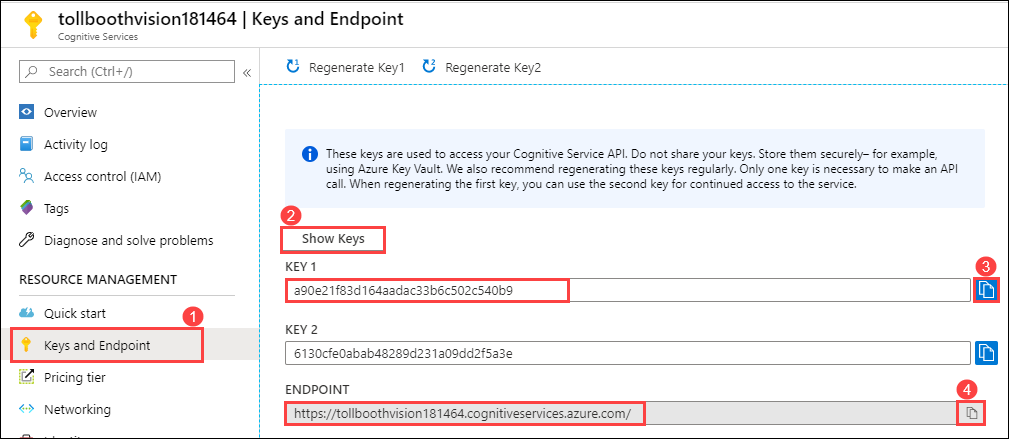 tollboothvision181464 | Keys and Endpoint
Cognitive Services
Search (Ctrl+/)
«
Overview
Activity log
Access control (IAM)
Tags
Diagnose and solve problems
RESOURCE MANAGEMENT
Quick start
1
Keys and Endpoint
Pricing tier
Networking
Regenerate Key1
Regenerate Key2
These keys are used to access your Cognitive Service API. Do not share your keys. Store them securely– for example,
using Azure Key Vault. We also recommend regenerating these keys regularly. Only one key is necessary to make an API
call. When regenerating the first key, you can use the second key for continued access to the service.
2
Show Keys
KEY 1
3
a90e21f83d164aadac33b6c502c540b9
KEY 2
6130cfe0abab48289d231a09dd2f5a3e
ENDPOINT
4
https://tollboothvision181464.cognitiveservices.azure.com/